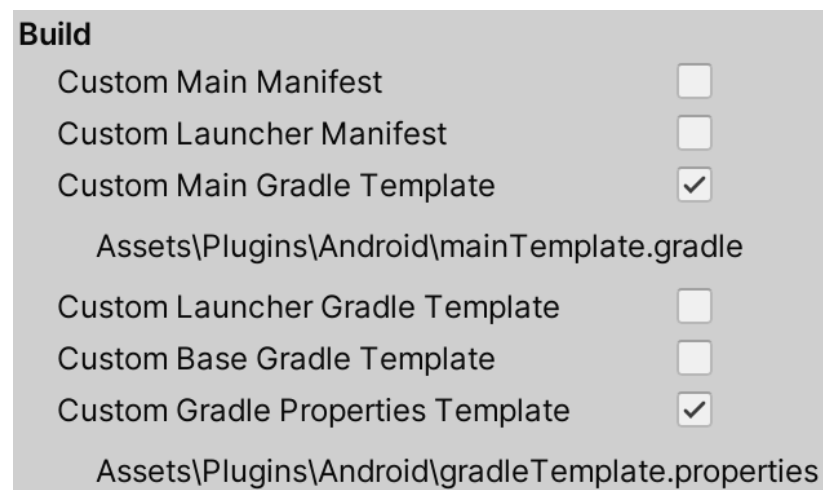 Build
Custom Main Manifest
Custom Launcher Manifest
Custom Main Gradle Template
Assets\Plugins\Android\mainTemplate.gradle
Custom Launcher Gradle Template
Custom Base Gradle Template
Custom Gradle Properties Template
Assets\Plugins\Android\gradleTemplate.properties